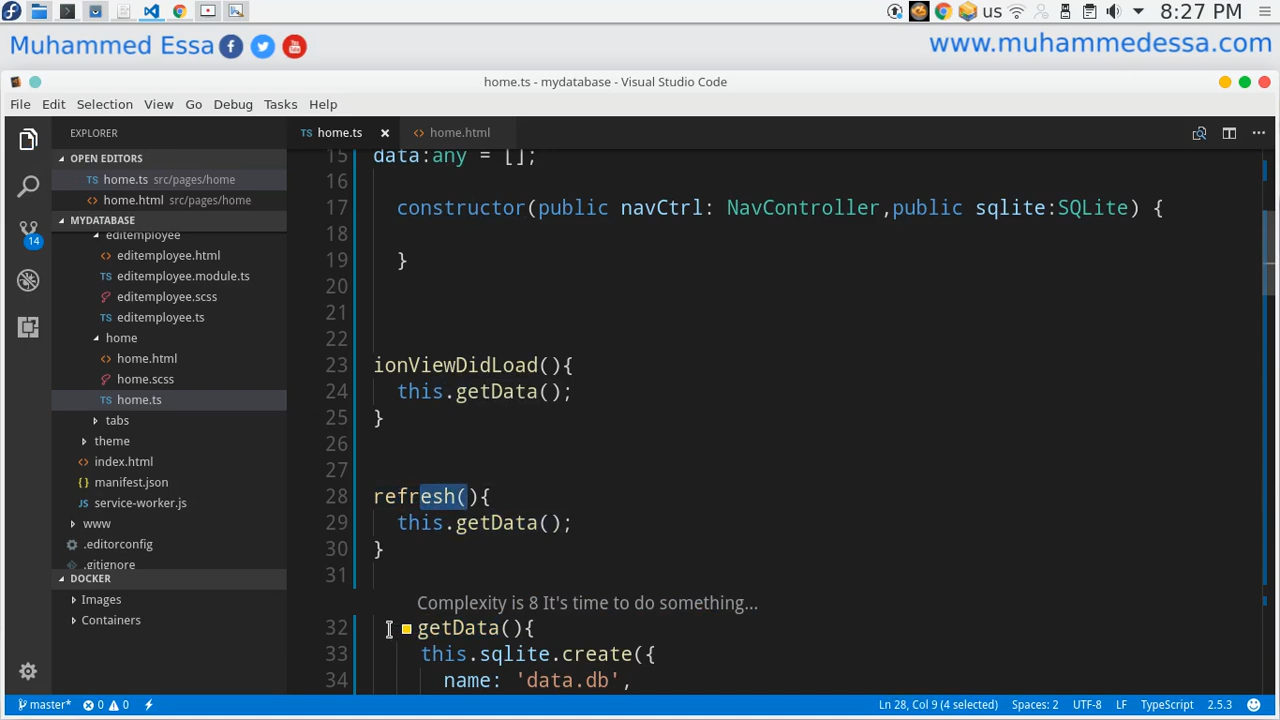 us 8:27 PM
Muhammed Essa www.muhammedessa.com
home.ts - mydatabase - Visual Studio Code
File Edit Selection View Go Debug Tasks Help
EXPLORER
TS home.ts × <> home.html
OPEN EDITORS
TS home.ts src/pages/home
<> home.html src/pages/home
MYDATABASE
editemployee
<> editemployee.html
TS editemployee.module.ts
editemployee.scss
TS editemployee.ts
home
<> home.html
home.scss
TS home.ts
tabs
theme
<> index.html
{} manifest.json
JS service-worker.js
www
.editorconfig
.gitignore
DOCKER
Images
Containers
14
15 data:any = [];
16
17 constructor(public navCtrl: NavController,public sqlite:SQLite) {
18
19 }
20
21
22
23 ionViewDidLoad(){
24 this.getData();
25 }
26
27
28 refresh(){
29 this.getData();
30 }
31
Complexity is 8 It's time to do something...
32 getData(){
33 this.sqlite.create({
34 name: 'data.db',
master* 0 0 Ln 28, Col 9 (4 selected) Spaces: 2 UTF-8 LF TypeScript 2.5.3